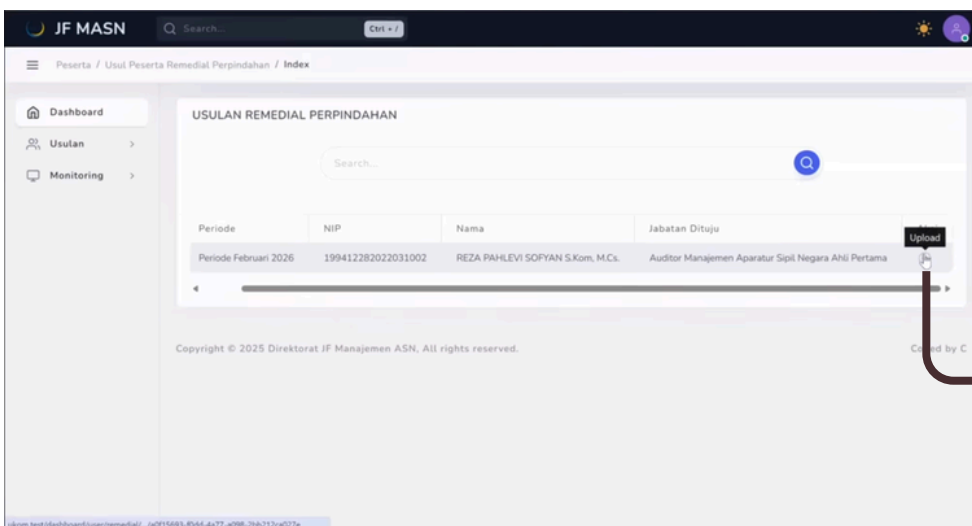 JF MASN
Search...
Ctrl + /
Peserta / Usul Peserta Remedial Perpindahan / Index
Dashboard
Usulan
Monitoring
USULAN REMEDIAL PERPINDAHAN
Search...
Periode NIP Nama Jabatan Dituju
Upload
Periode Februari 2026 199412282022031002 REZA PAHLEVI SOFYAN S.Kom, M.Cs. Auditor Manajemen Aparatur Sipil Negara Ahli Pertama
Copyright © 2025 Direktorat JF Manajemen ASN, All rights reserved.
by C